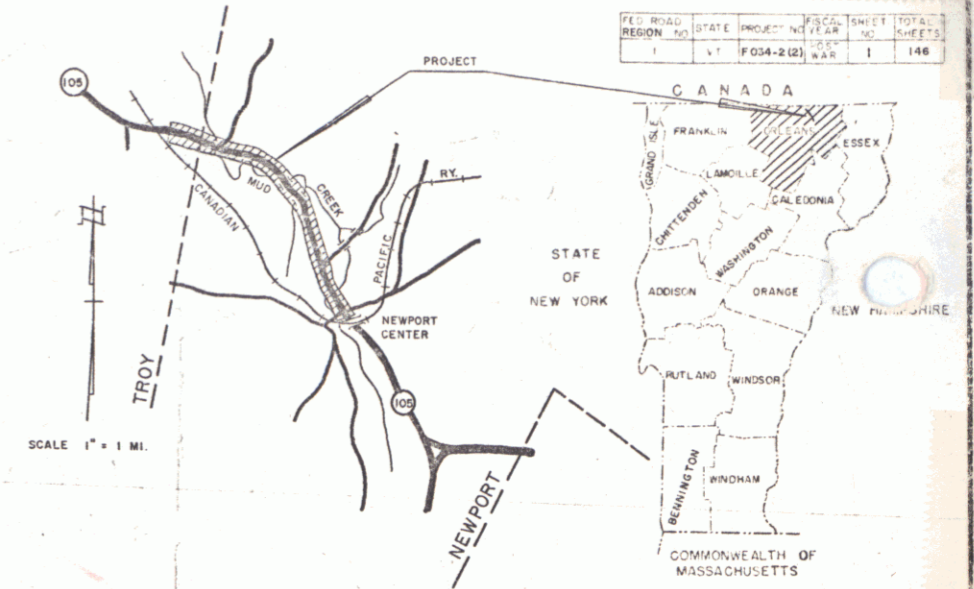 FED ROAD REGION NO
STATE
PROJECT NO
FISCAL YEAR
SHEET NO
TOTAL SHEETS
1
VT
F 034-2(2)
POST WAR
1
146
PROJECT
105
MUD
CREEK
CANADIAN
PACIFIC
RY.
NEWPORT
CENTER
TROY
105
SCALE 1" = 1 MI.
NEWPORT
CANADA
GRAND ISLE
FRANKLIN
ORLEANS
ESSEX
LAMOILLE
CALEDONIA
CHITTENDEN
WASHINGTON
STATE
OF
NEW YORK
ADDISON
ORANGE
NEW
RUTLAND
WINDSOR
BENNINGTON
WINDHAM
COMMONWEALTH OF
MASSACHUSETTS